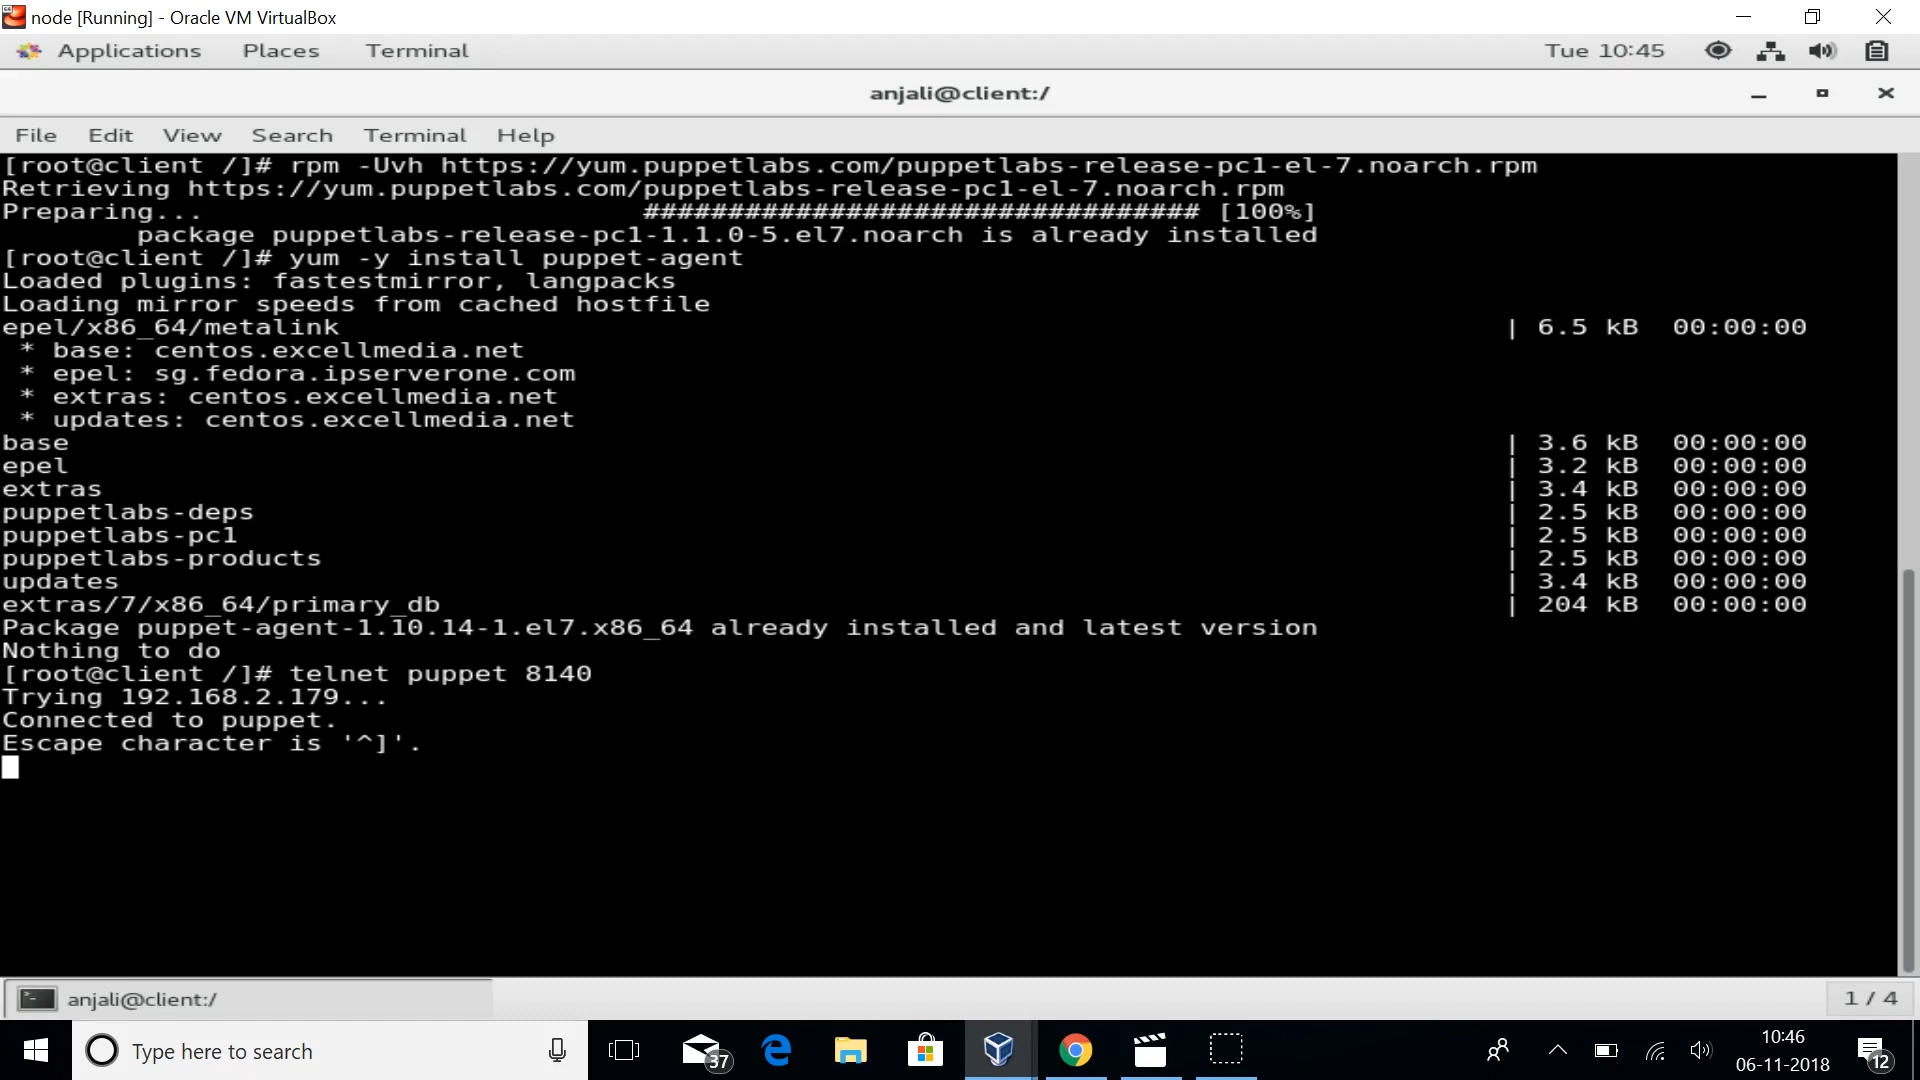 node [Running] - Oracle VM VirtualBox
Applications Places Terminal Tue 10:45
anjali@client:/
File Edit View Search Terminal Help
[root@client /]# rpm -Uvh https://yum.puppetlabs.com/puppetlabs-release-pc1-el-7.noarch.rpm
Retrieving https://yum.puppetlabs.com/puppetlabs-release-pc1-el-7.noarch.rpm
Preparing... ################################# [100%]
package puppetlabs-release-pc1-1.1.0-5.el7.noarch is already installed
[root@client /]# yum -y install puppet-agent
Loaded plugins: fastestmirror, langpacks
Loading mirror speeds from cached hostfile
epel/x86_64/metalink | 6.5 kB 00:00:00
* base: centos.excellmedia.net
* epel: sg.fedora.ipserverone.com
* extras: centos.excellmedia.net
* updates: centos.excellmedia.net
base | 3.6 kB 00:00:00
epel | 3.2 kB 00:00:00
extras | 3.4 kB 00:00:00
puppetlabs-deps | 2.5 kB 00:00:00
puppetlabs-pc1 | 2.5 kB 00:00:00
puppetlabs-products | 2.5 kB 00:00:00
updates | 3.4 kB 00:00:00
extras/7/x86_64/primary_db | 204 kB 00:00:00
Package puppet-agent-1.10.14-1.el7.x86_64 already installed and latest version
Nothing to do
[root@client /]# telnet puppet 8140
Trying 192.168.2.179...
Connected to puppet.
Escape character is '^]'.
anjali@client:/ 1 / 4
Type here to search 37 10:46
06-11-2018 12